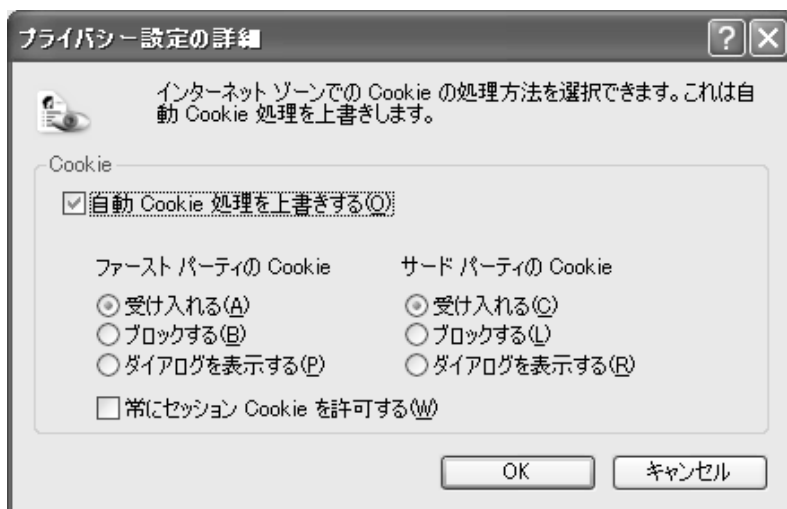 プライバシー設定の詳細
インターネット ゾーンでの Cookie の処理方法を選択できます。これは自
動 Cookie 処理を上書きします。
Cookie
自動 Cookie 処理を上書きする(O)
ファースト パーティの Cookie サード パーティの Cookie
受け入れる(A) 受け入れる(C)
ブロックする(B) ブロックする(L)
ダイアログを表示する(P) ダイアログを表示する(R)
常にセッション Cookie を許可する(W)
OK キャンセル